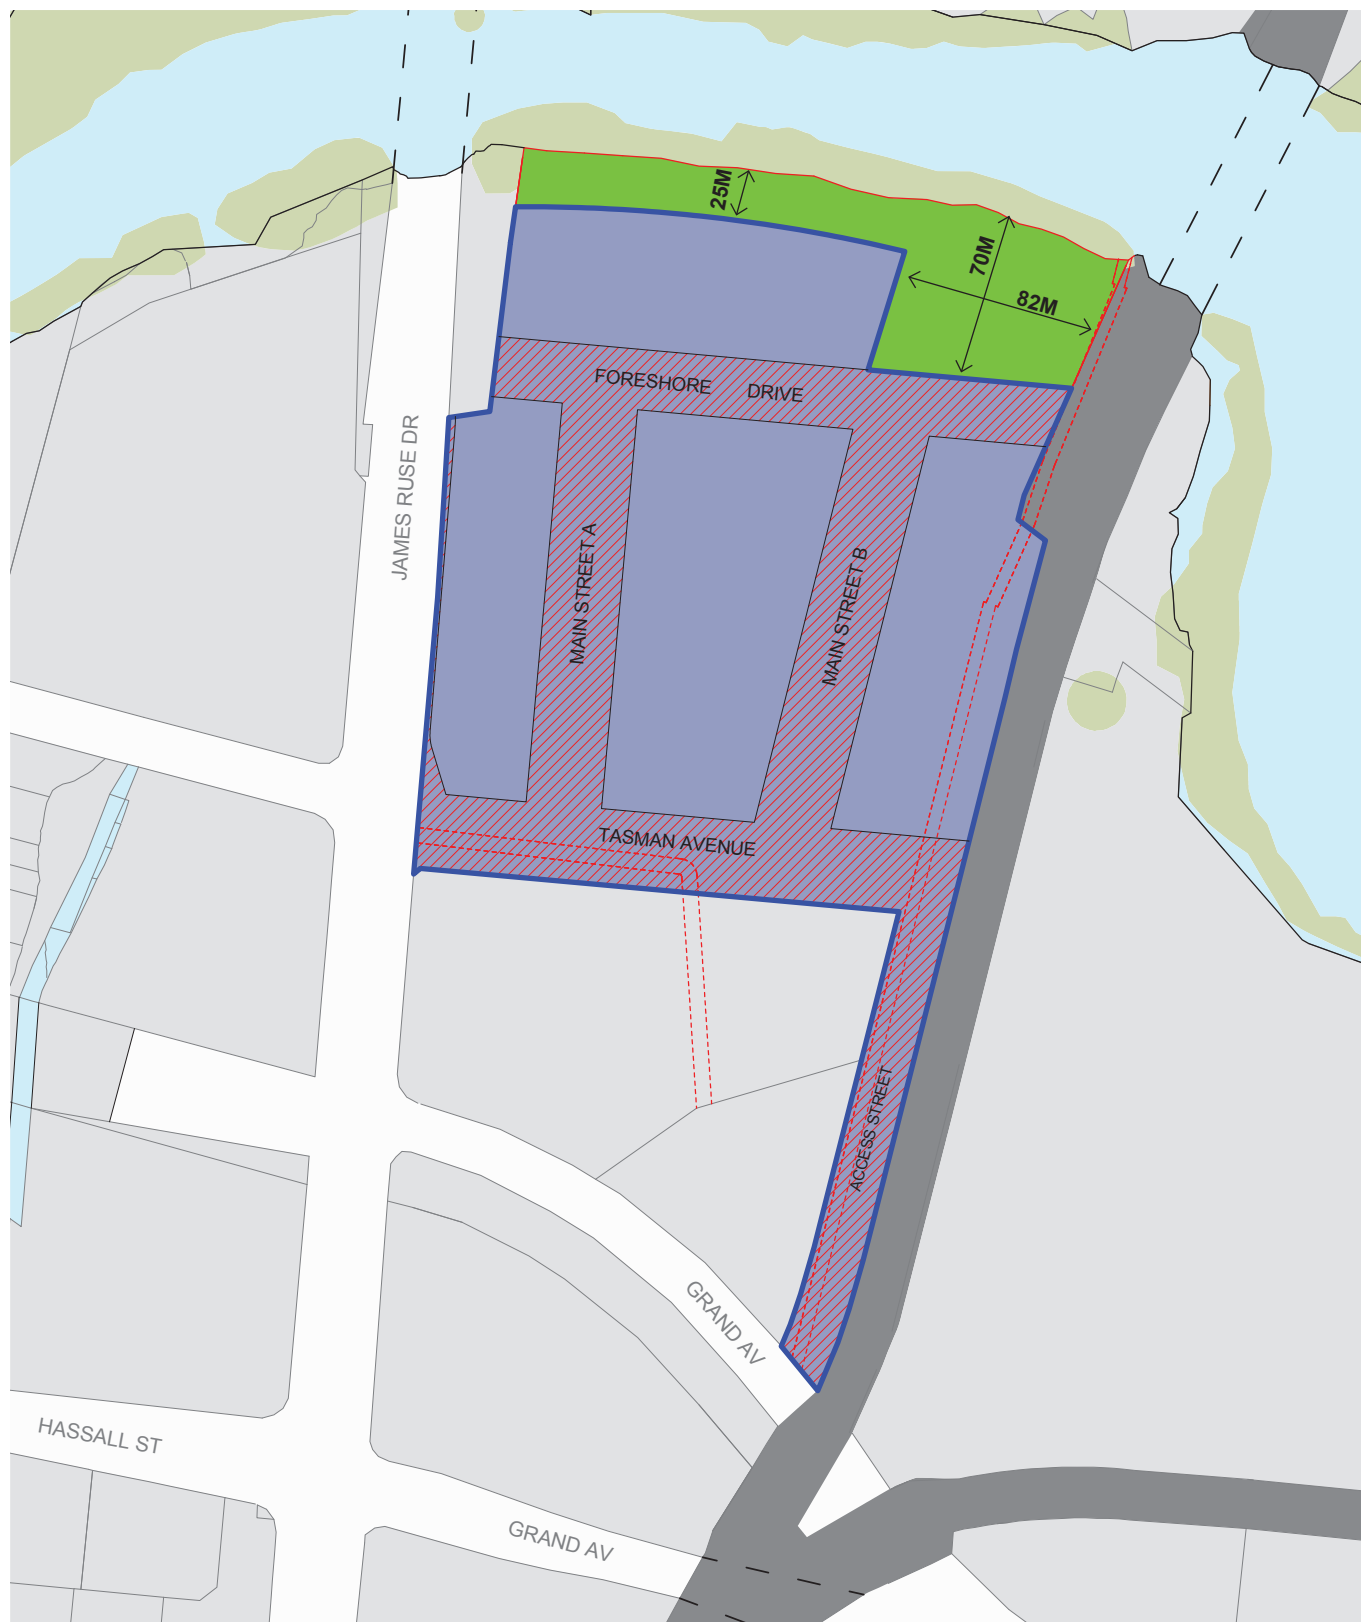 25M
70M
82M
FORESHORE DRIVE
JAMES RUSE DR
MAIN STREET A
MAIN STREET B
TASMAN AVENUE
ACCESS STREET
GRAND AV
HASSALL ST
GRAND AV